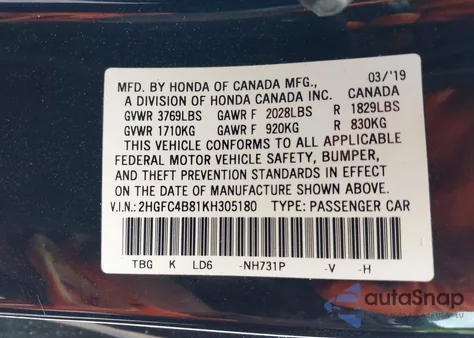 MFD. BY HONDA OF CANADA MFG., 03/'19
A DIVISION OF HONDA CANADA INC. CANADA
GVWR 3769LBS GAWR F 2028LBS R 1829LBS
GVWR 1710KG GAWR F 920KG R 830KG
THIS VEHICLE CONFORMS TO ALL APPLICABLE
FEDERAL MOTOR VEHICLE SAFETY, BUMPER,
AND THEFT PREVENTION STANDARDS IN EFFECT
ON THE DATE OF MANUFACTURE SHOWN ABOVE.
V.I.N.: 2HGFC4B81KH305180 TYPE: PASSENGER CAR
TBG K LD6 -NH731P -V -H
autoSnap